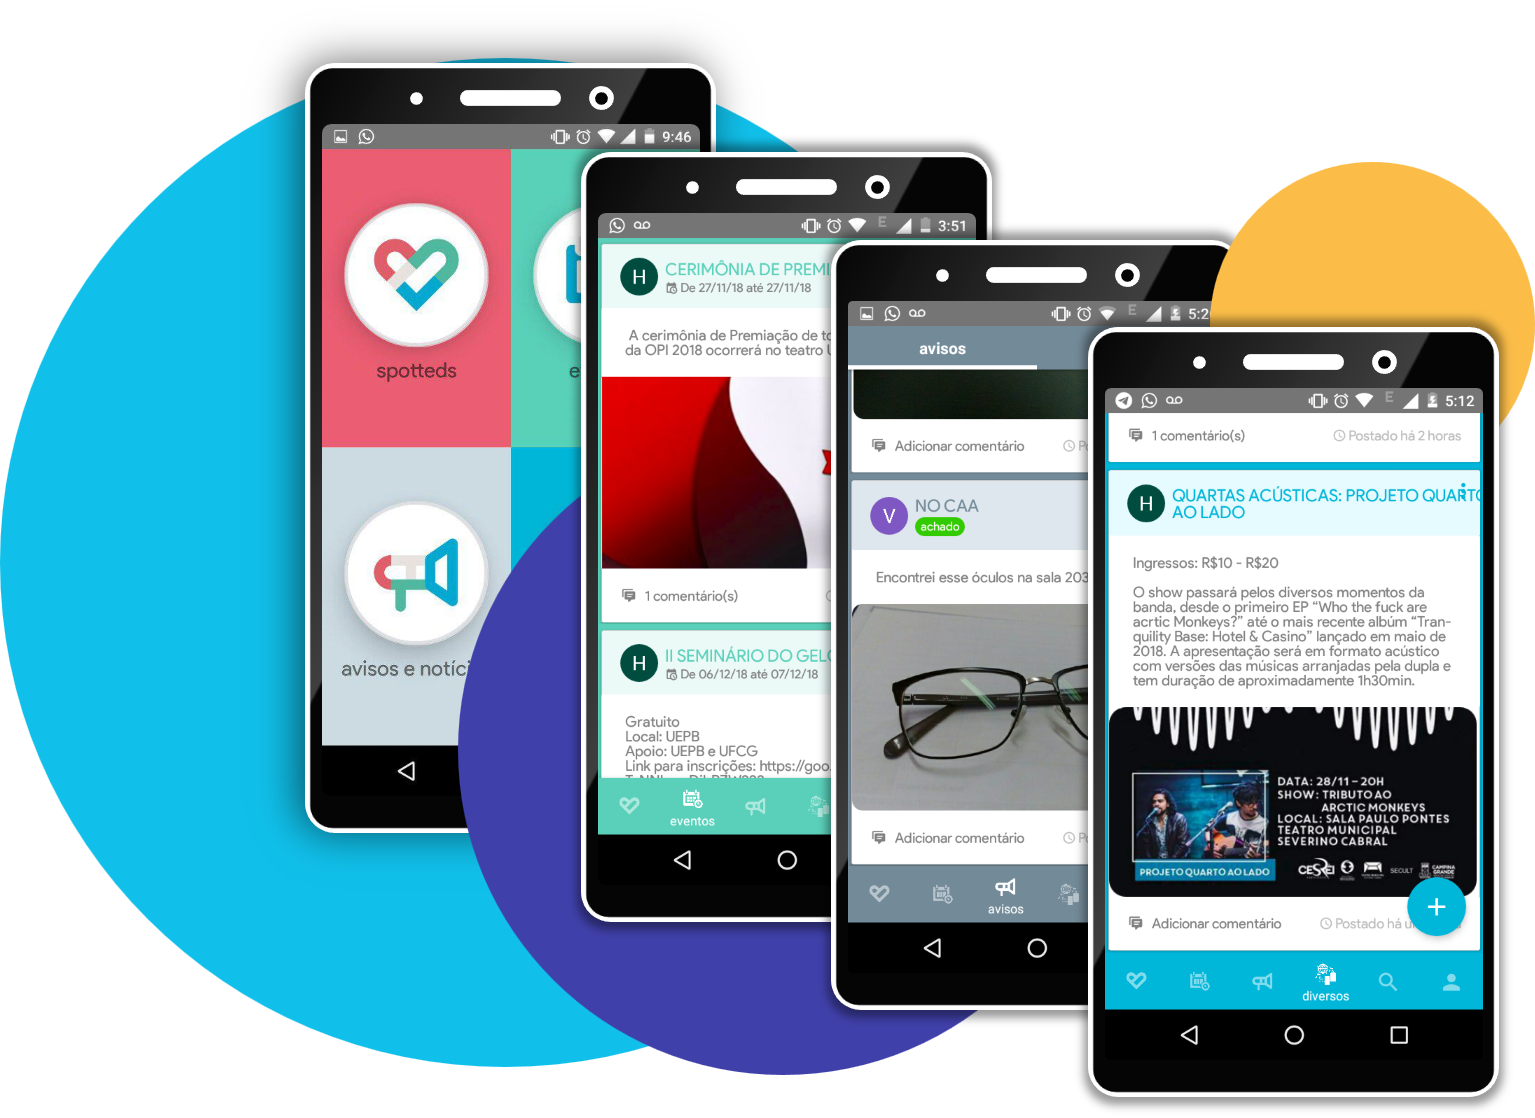 9:46
spotteds
e
avisos e notíci
3:51
H
CERIMÔNIA DE PREMI
De 27/11/18 até 27/11/18
A cerimônia de Premiação de to
da OPI 2018 ocorrerá no teatro
1 comentário(s)
H
II SEMINÁRIO DO GEL
De 06/12/18 até 07/12/18
Gratuito
Local: UEPB
Apoio: UEPB e UFCG
Link para inscrições: https://goo.
eventos
E
5:2
avisos
Adicionar comentário
V
NO CAA
achado
Encontrei esse óculos na sala 203
Adicionar comentário
avisos
E
5:12
1 comentário(s)
Postado há 2 horas
H
QUARTAS ACÚSTICAS: PROJETO QUARTO
AO LADO
Ingressos: R$10 - R$20
O show passará pelos diversos momentos da
banda, desde o primeiro EP “Who the fuck are
acrtic Monkeys?” até o mais recente albúm “Tran-
quility Base: Hotel & Casino” lançado em maio de
2018. A apresentação será em formato acústico
com versões das músicas arranjadas pela dupla e
tem duração de aproximadamente 1h30min.
DATA: 28/11 – 20H
SHOW: TRIBUTO AO
ARCTIC MONKEYS
LOCAL: SALA PAULO PONTES
TEATRO MUNICIPAL
SEVERINO CABRAL
PROJETO QUARTO AO LADO
SECULT
CAMPINA
GRANDE
Adicionar comentário
Postado há u
diversos